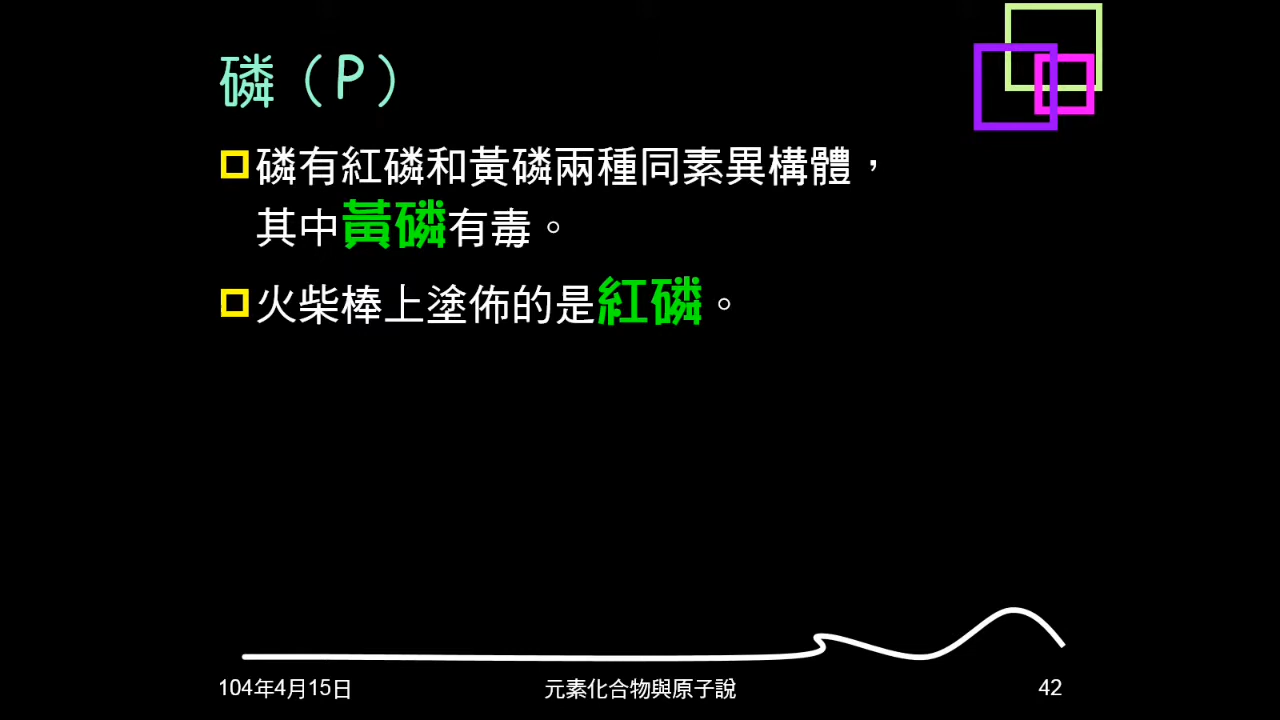 磷（P）
磷有紅磷和黃磷兩種同素異構體，
其中黃磷有毒。
火柴棒上塗佈的是紅磷。
104年4月15日
元素化合物與原子說
42